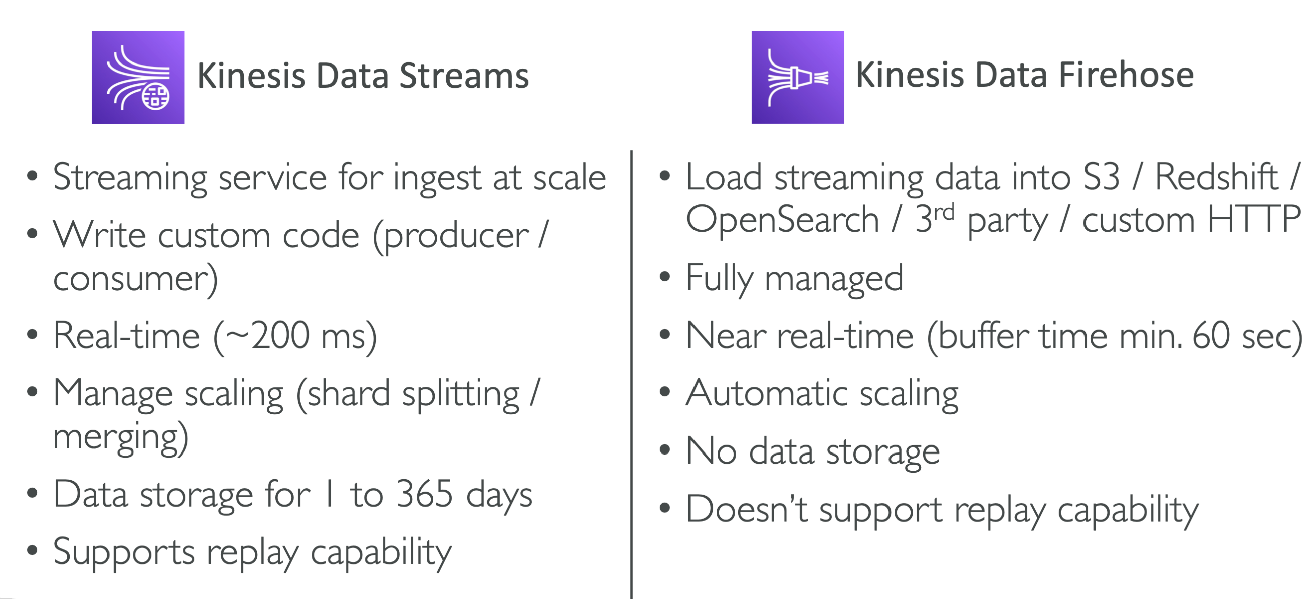 Kinesis Data Streams
• Streaming service for ingest at scale
• Write custom code (producer /
consumer)
• Real-time (~200 ms)
• Manage scaling (shard splitting /
merging)
• Data storage for 1 to 365 days
• Supports replay capability
Kinesis Data Firehose
• Load streaming data into S3 / Redshift /
OpenSearch / 3rd party / custom HTTP
• Fully managed
• Near real-time (buffer time min. 60 sec)
• Automatic scaling
• No data storage
• Doesn’t support replay capability